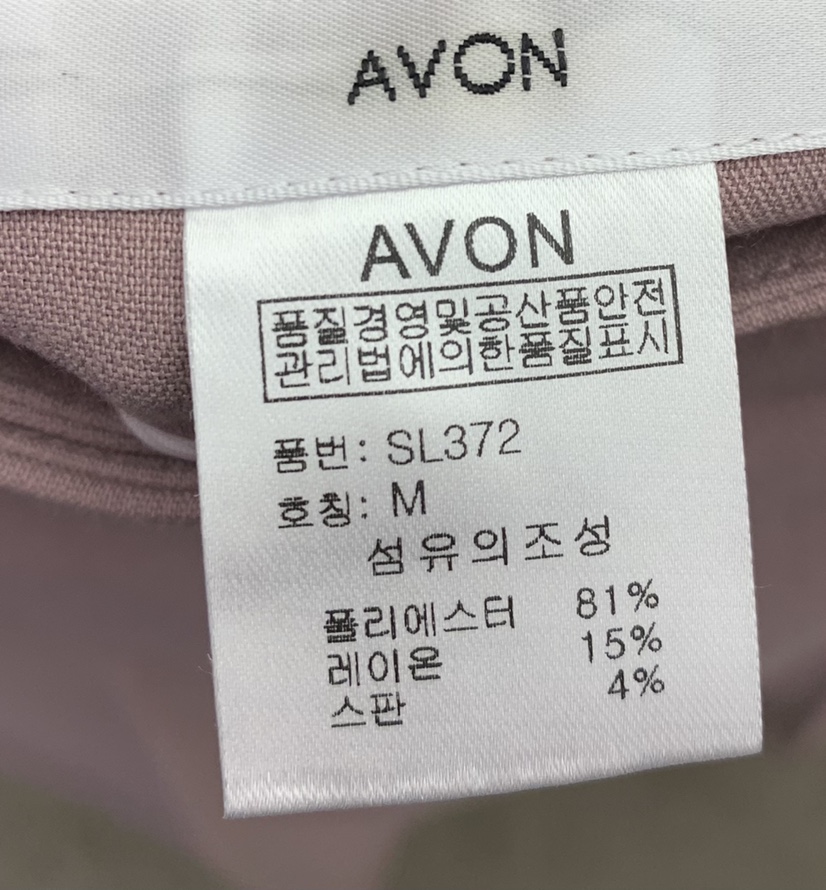 AVON
AVON
품질경영및공산품안전
관리법에의한품질표시
품번: SL372
호칭: M
섬유의조성
폴리에스터 81%
레이온 15%
스판 4%